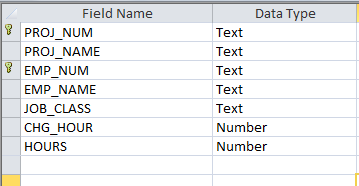 Field Name Data Type
PROJ_NUM Text
PROJ_NAME Text
EMP_NUM Text
EMP_NAME Text
JOB_CLASS Text
CHG_HOUR Number
HOURS Number